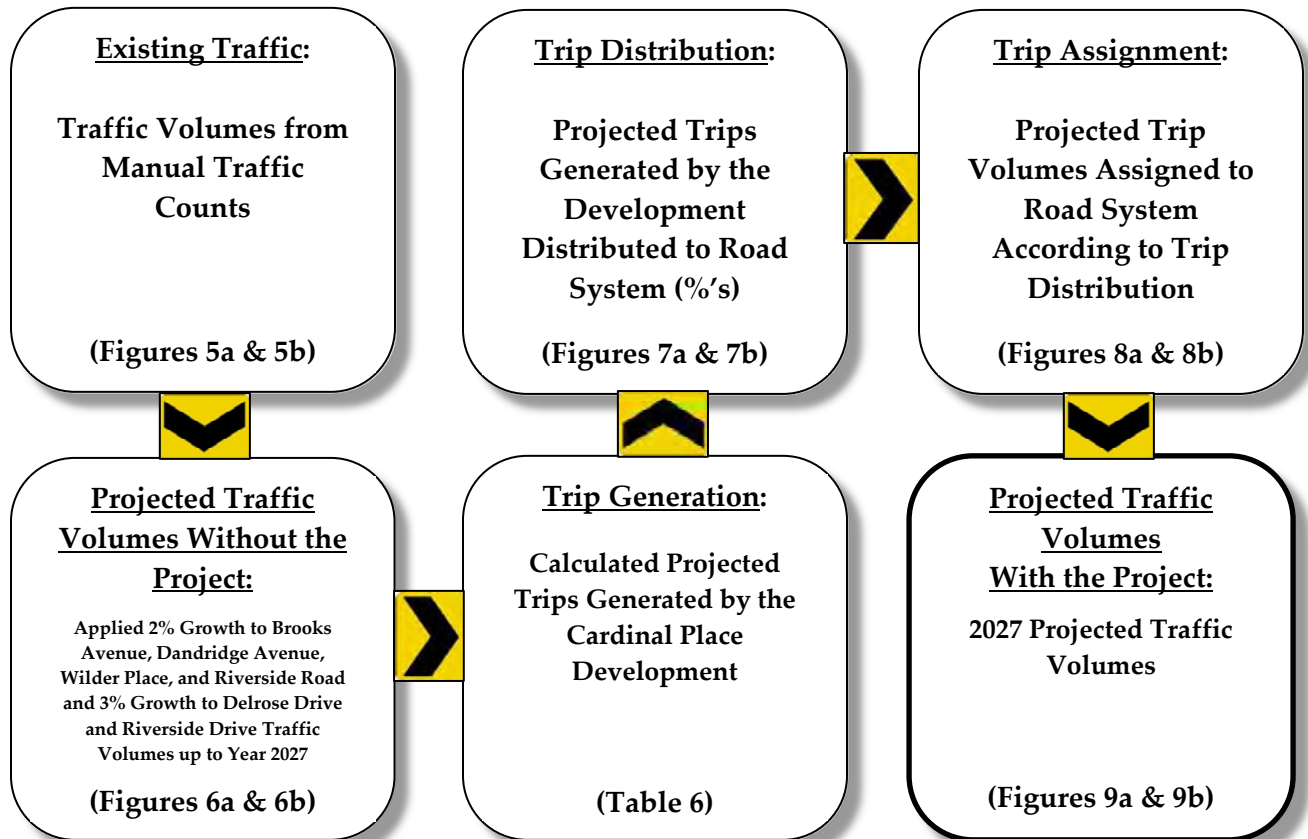 Existing Traffic:
Traffic Volumes from
Manual Traffic
Counts
(Figures 5a & 5b)
Projected Traffic
Volumes Without the
Project:
Applied 2% Growth to Brooks
Avenue, Dandridge Avenue,
Wilder Place, and Riverside Road
and 3% Growth to Delrose Drive
and Riverside Drive Traffic
Volumes up to Year 2027
(Figures 6a & 6b)
Trip Generation:
Calculated Projected
Trips Generated by the
Cardinal Place
Development
(Table 6)
Trip Distribution:
Projected Trips
Generated by the
Development
Distributed to Road
System (%’s)
(Figures 7a & 7b)
Trip Assignment:
Projected Trip
Volumes Assigned to
Road System
According to Trip
Distribution
(Figures 8a & 8b)
Projected Traffic
Volumes
With the Project:
2027 Projected Traffic
Volumes
(Figures 9a & 9b)